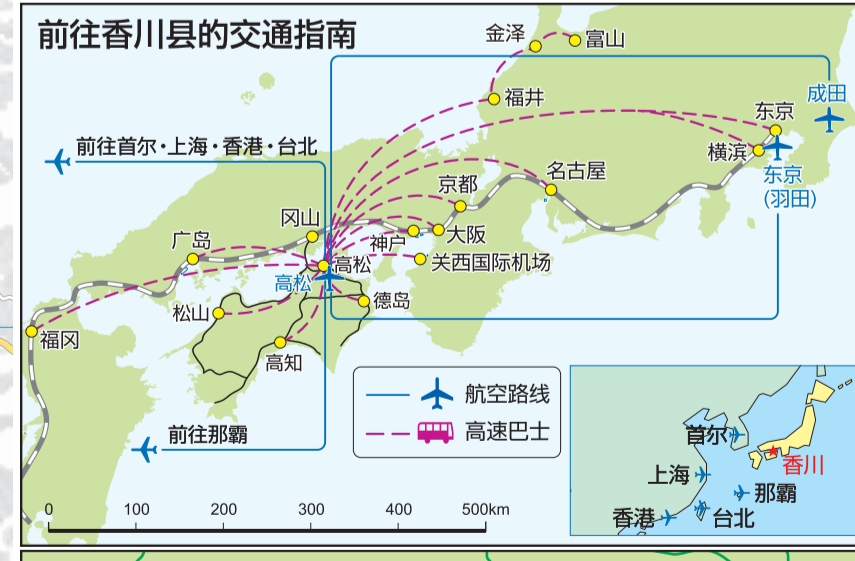 前往香川县的交通指南
金泽
富山
福井
成田
东京
横滨
东京
(羽田)
前往首尔·上海·香港·台北
名古屋
京都
冈山
神户
大阪
广岛
高松
高松
关西国际机场
德岛
松山
福冈
高知
前往那霸
航空路线
高速巴士
首尔
香川
上海
那霸
香港
台北
0 100 200 300 400 500km